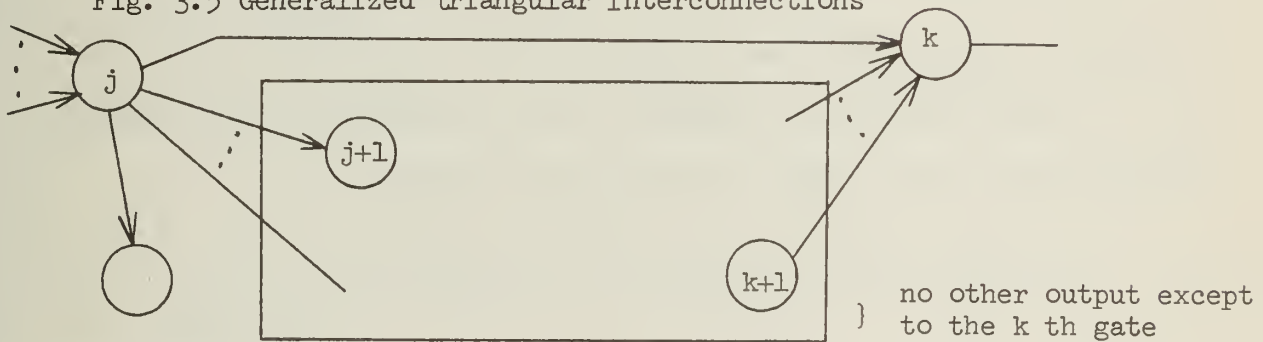 Fig. 3.5 Generalized triangular interconnections
k
j
j+1
k+1
} no other output except
to the k th gate